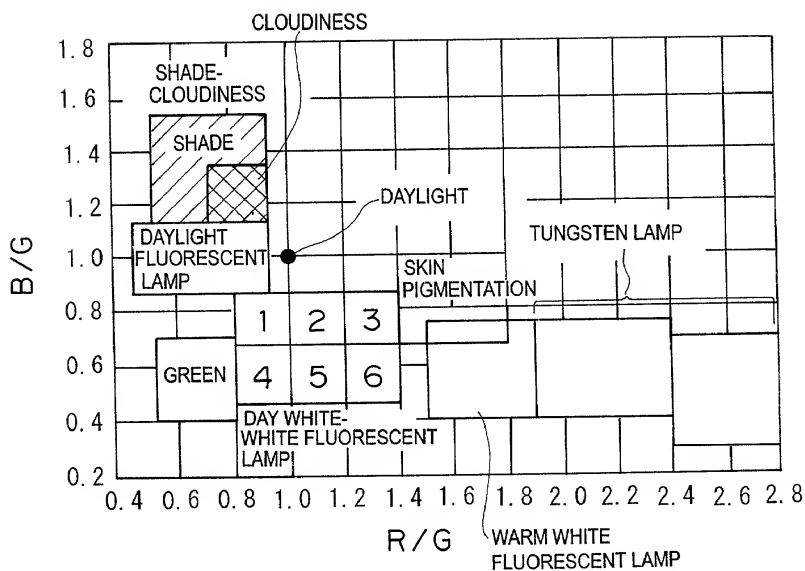 CLOUDINESS
1.8
SHADE-
CLOUDINESS
1.6
SHADE
1.4
1.2
DAYLIGHT
TUNGSTEN LAMP
DAYLIGHT
FLUORESCENT
LAMP
1.0
SKIN
PIGMENTATION
B/G
0.8
1 2 3
0.6
GREEN
4 5 6
0.4
DAY WHITE-
WHITE FLUORESCENT
LAMP
0.2
0.4 0.6 0.8 1.0 1.2 1.4 1.6 1.8 2.0 2.2 2.4 2.6 2.8
R/G
WARM WHITE
FLUORESCENT LAMP